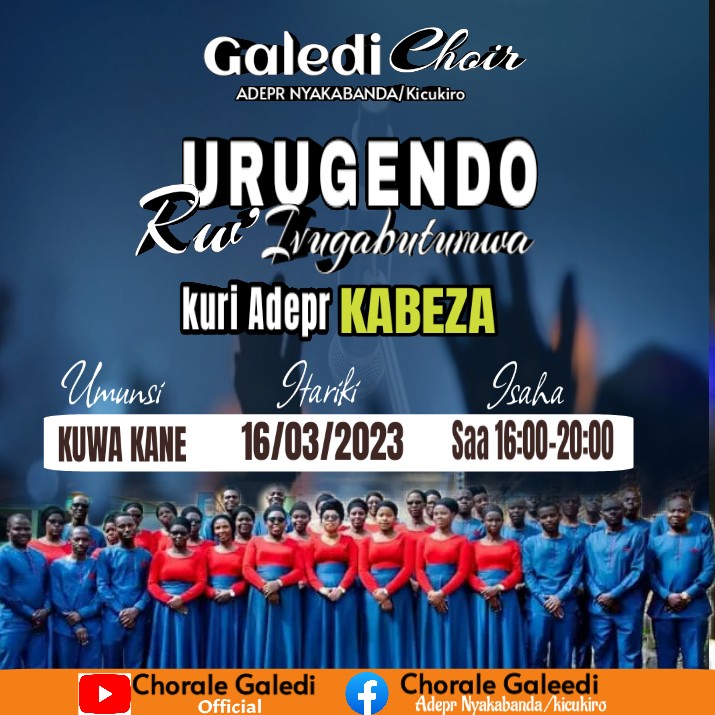 Galedi Choir
ADEPR NYAKABANDA/Kicukiro
URUGENDO
Rw' Ivugabutumwa
kuri Adepr KABEZA
Umunsi Itariki Isaha
KUWA KANE 16/03/2023 Saa 16:00-20:00
Chorale Galedi Chorale Galeedi
Official Adepr Nyakabanda/kicukiro